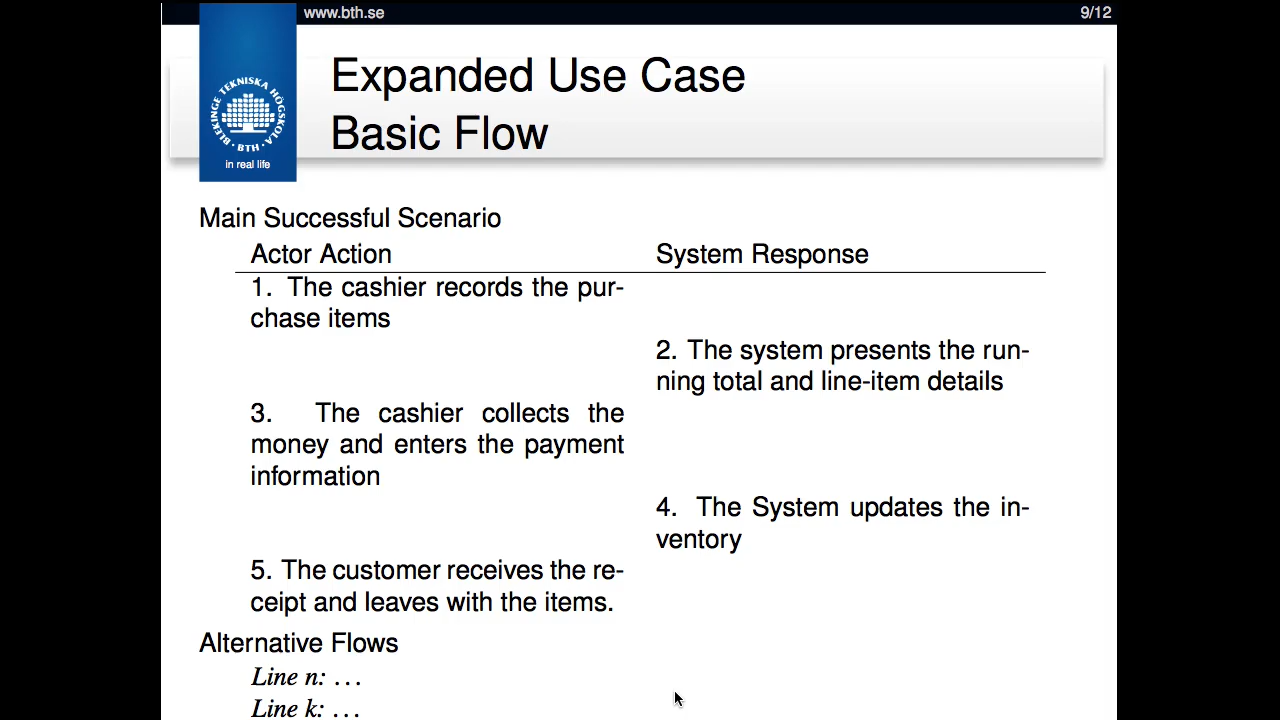 www.bth.se
9/12
BLEKINGE TEKNISKA HÖGSKOLA
· BTH ·
in real life
Expanded Use Case
Basic Flow
Main Successful Scenario
Actor Action
System Response
1. The cashier records the pur-
chase items
2. The system presents the run-
ning total and line-item details
3. The cashier collects the
money and enters the payment
information
4. The System updates the in-
ventory
5. The customer receives the re-
ceipt and leaves with the items.
Alternative Flows
Line n: ...
Line k: ...